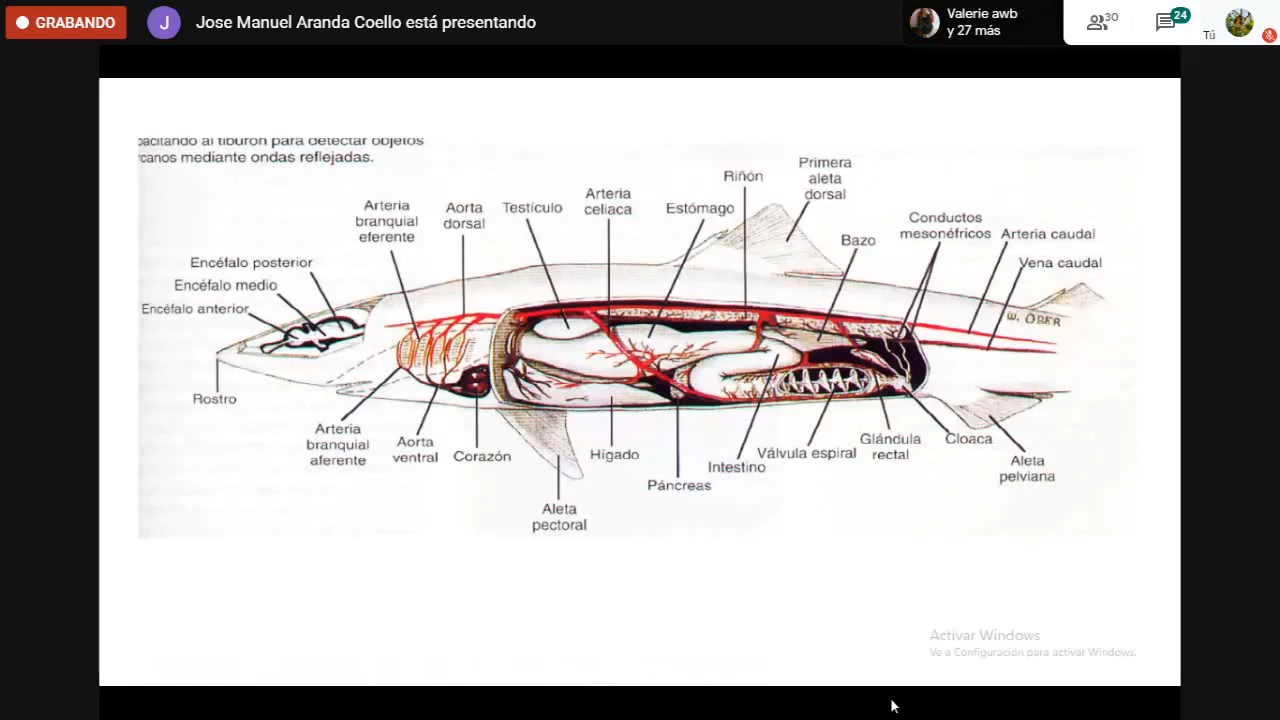 GRABANDO
J
Jose Manuel Aranda Coello está presentando
Valerie awb
y 27 más
30
24
Tú
pacitando al tiburón para detectar objetos
rcanos mediante ondas reflejadas.
Primera
aleta
dorsal
Riñón
Arteria
celiaca
Arteria
branquial
eferente
Aorta
dorsal
Testículo
Estómago
Conductos
mesonéfricos
Arteria caudal
Bazo
Encéfalo posterior
Vena caudal
Encéfalo medio
Encéfalo anterior
W. OBER
Rostro
Arteria
branquial
aferente
Aorta
ventral
Corazón
Hígado
Páncreas
Intestino
Válvula espiral
Glándula
rectal
Cloaca
Aleta
pelviana
Aleta
pectoral
Activar Windows
Ve a Configuración para activar Windows.